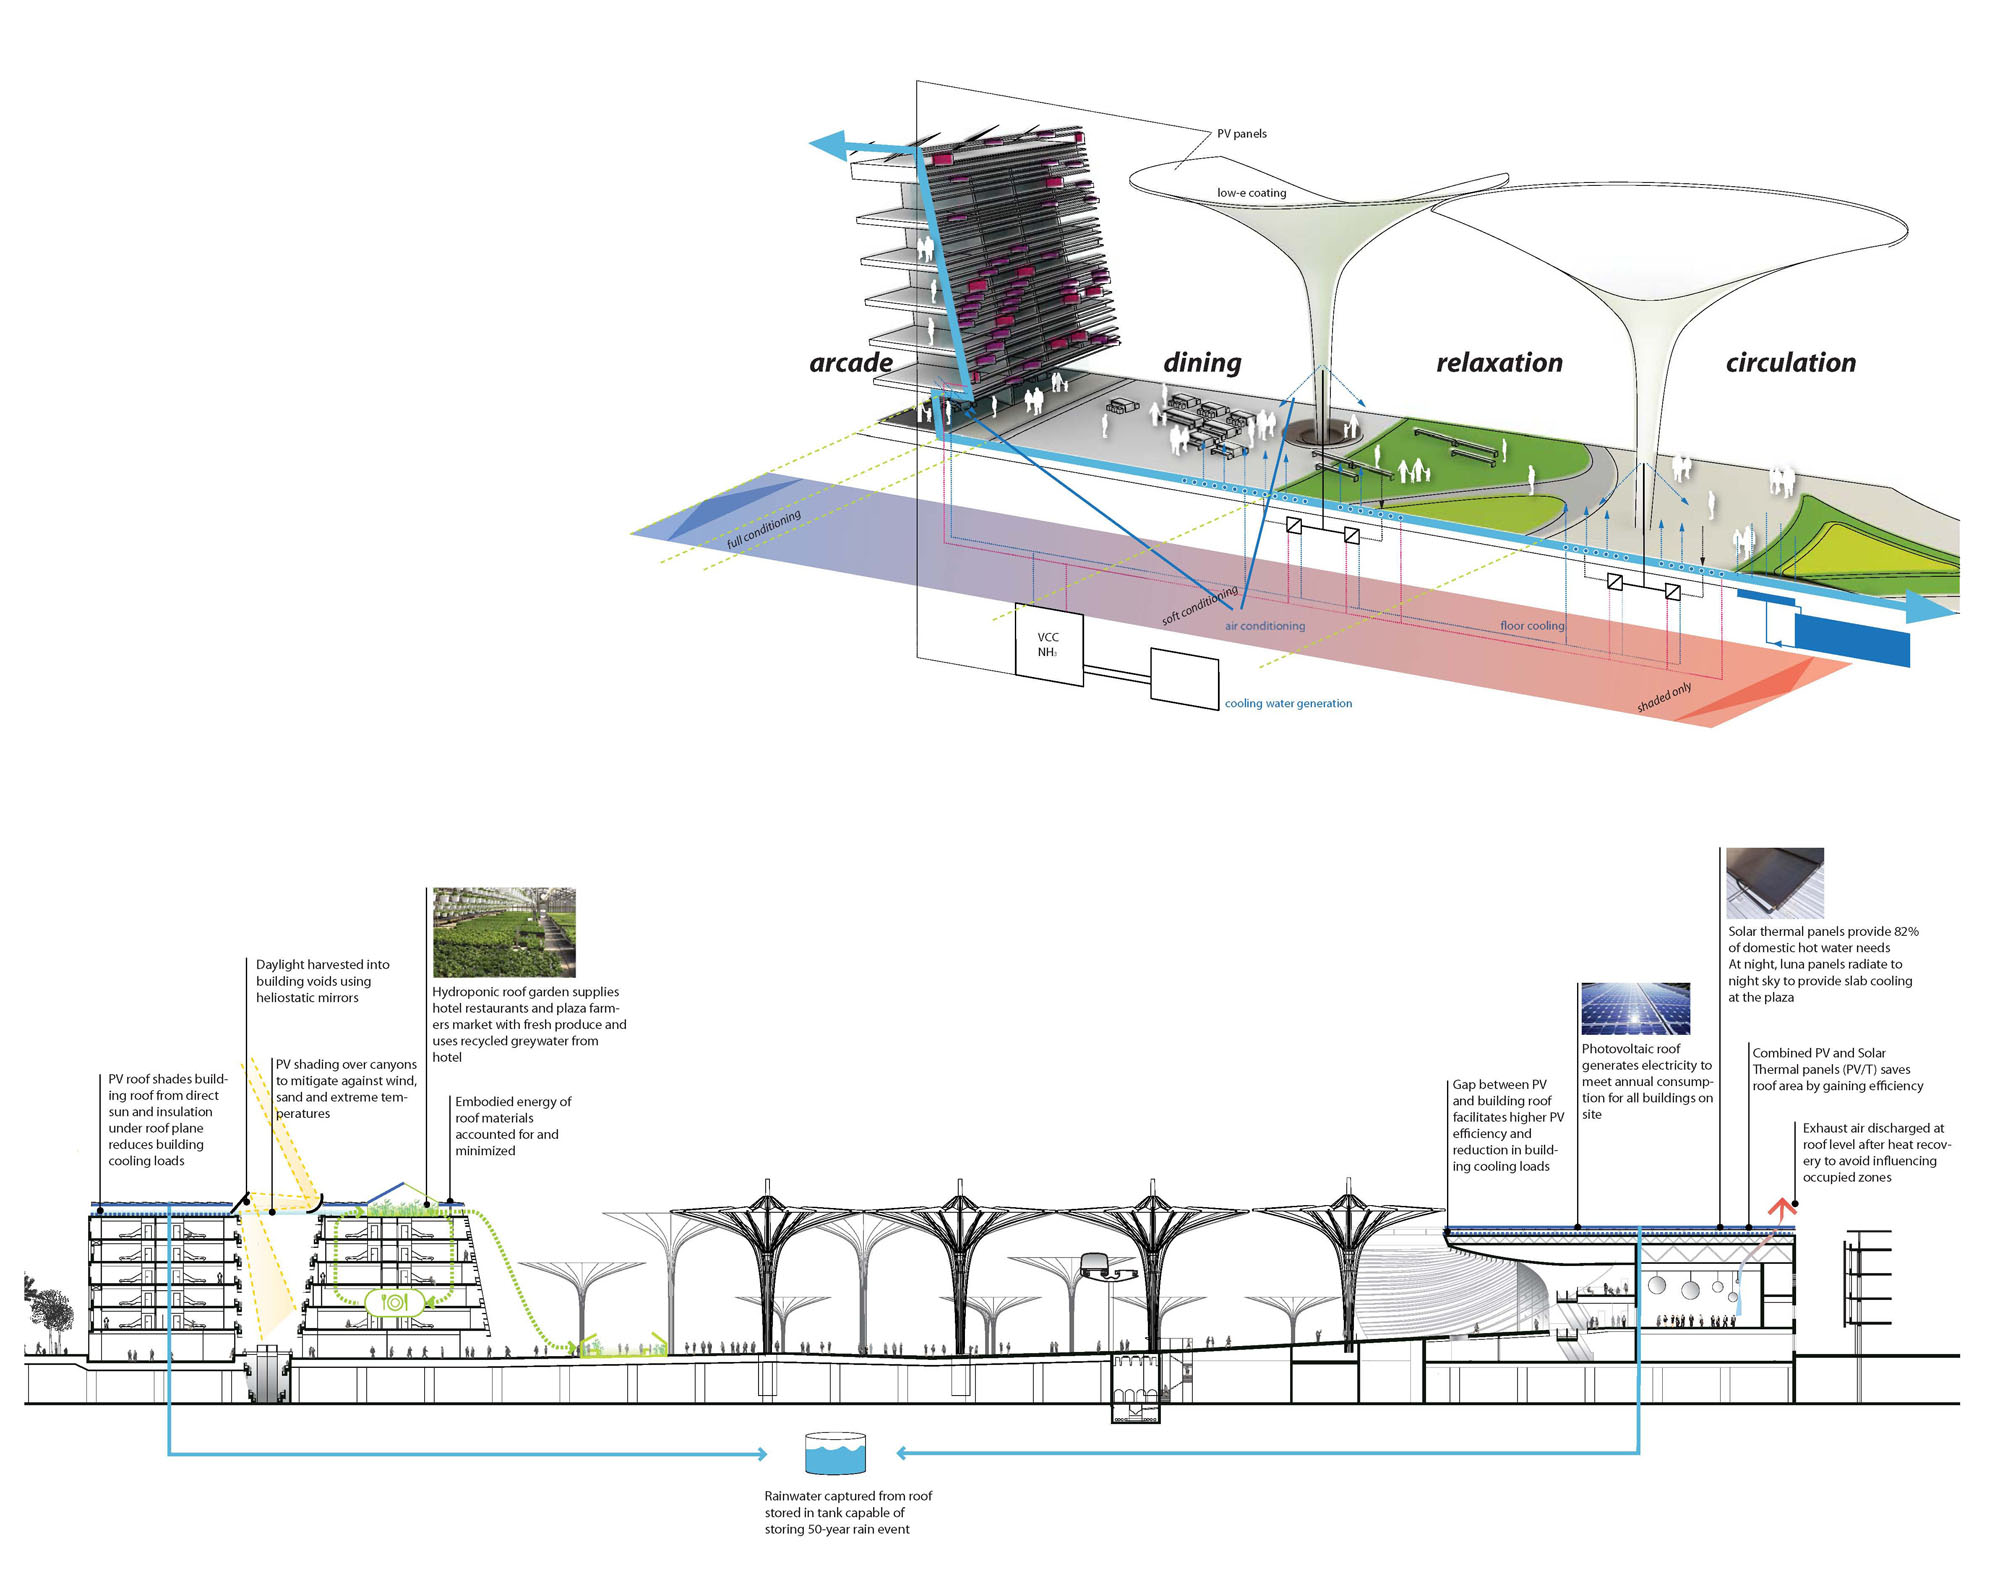 PV panels
low-e coating
arcade
dining
relaxation
circulation
full conditioning
soft conditioning
air conditioning
floor cooling
VCC
NH₃
shaded only
cooling water generation
Solar thermal panels provide 82%
of domestic hot water needs
At night, luna panels radiate to
night sky to provide slab cooling
at the plaza
Daylight harvested into
building voids using
heliostatic mirrors
Hydroponic roof garden supplies
hotel restaurants and plaza farm-
ers market with fresh produce and
uses recycled greywater from
hotel
Photovoltaic roof
generates electricity to
meet annual consump-
tion for all buildings on
site
Combined PV and Solar
Thermal panels (PV/T) saves
roof area by gaining efficiency
PV roof shades build-
ing roof from direct
sun and insulation
under roof plane
reduces building
cooling loads
PV shading over canyons
to mitigate against wind,
sand and extreme tem-
peratures
Embodied energy of
roof materials
accounted for and
minimized
Gap between PV
and building roof
facilitates higher PV
efficiency and
reduction in build-
ing cooling loads
Exhaust air discharged at
roof level after heat recov-
ery to avoid influencing
occupied zones
Rainwater captured from roof
stored in tank capable of
storing 50-year rain event